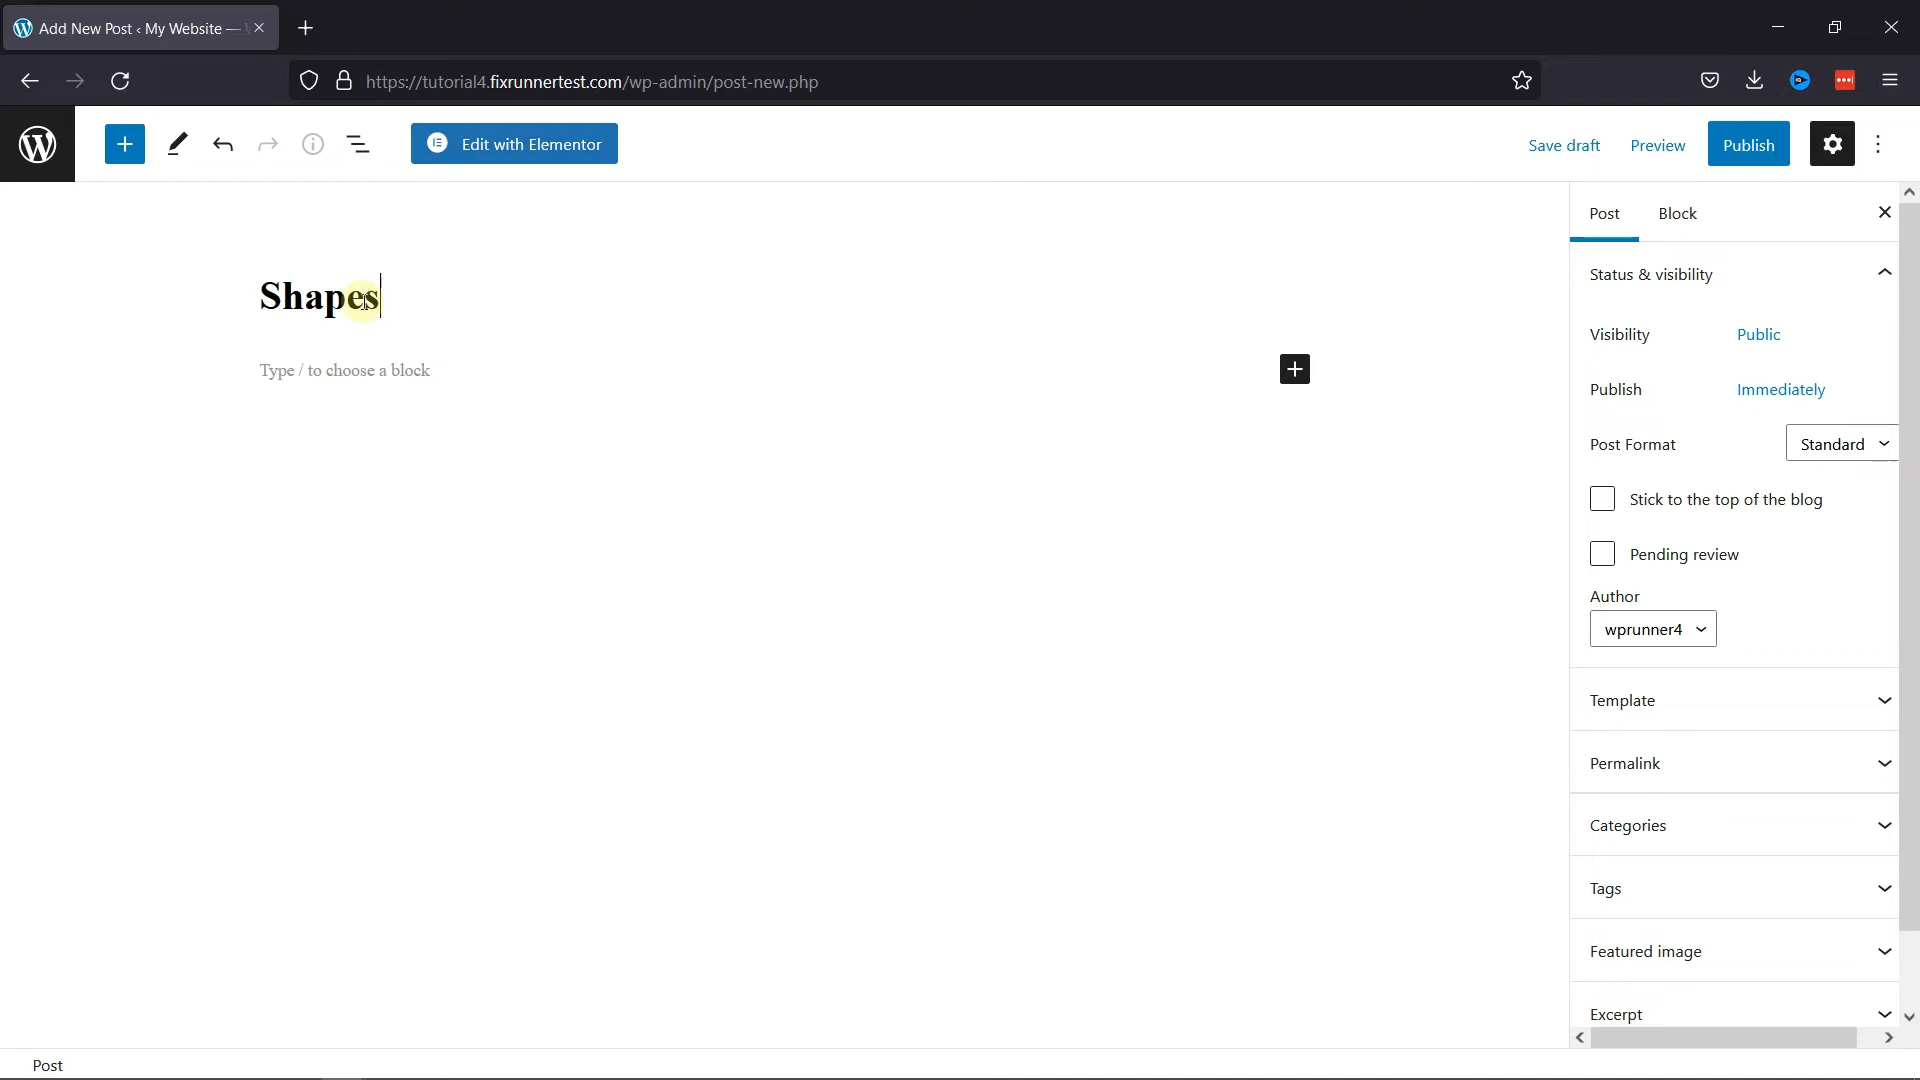 Add New Post ‹ My Website —
https://tutorial4.fixrunnertest.com/wp-admin/post-new.php
Edit with Elementor
Save draft
Preview
Publish
Post
Block
Status & visibility
Shapes
Visibility
Public
Type / to choose a block
Publish
Immediately
Post Format
Standard
Stick to the top of the blog
Pending review
Author
wprunner4
Template
Permalink
Categories
Tags
Featured image
Excerpt
Post